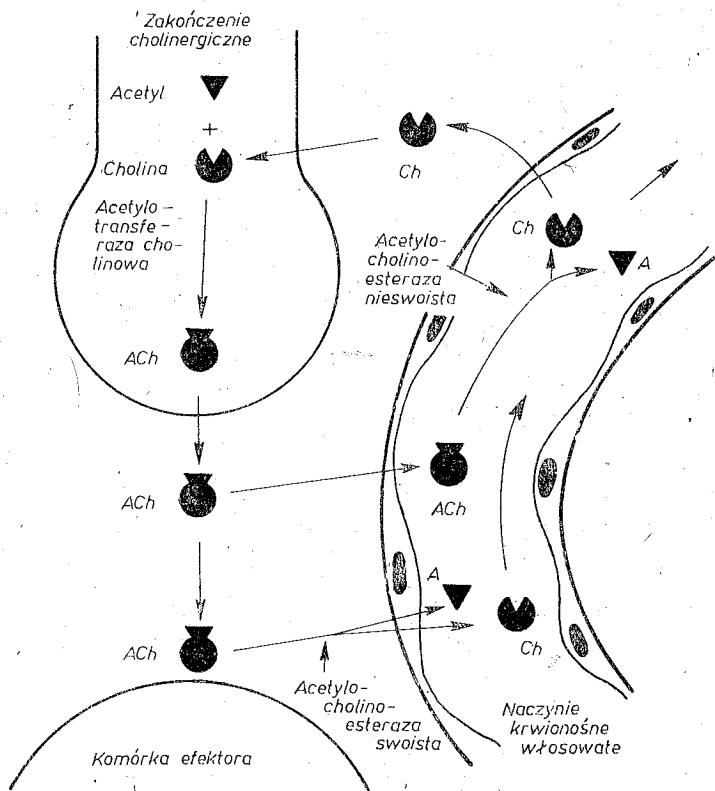 Zakończenie
cholinergiczne
Acetyl
+
Cholina
Acetylo-
transfe-
raza cho-
linowa
ACh
ACh
ACh
Komórka efektora
Ch
Acetylo-
cholino-
esteraza
nieswoista
Ch
A
ACh
A
Ch
Acetylo-
cholino-
esteraza
swoista
Naczynie
krwionośne
włosowate